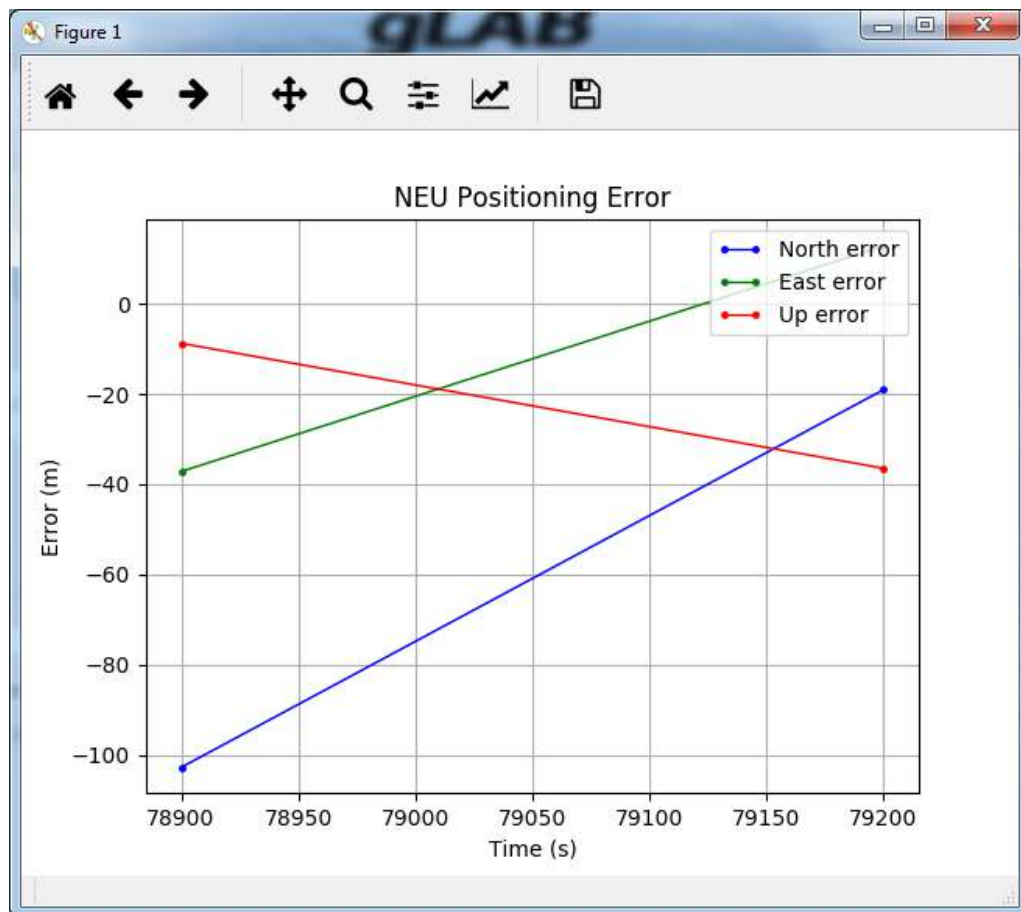 gLAB
Figure 1
NEU Positioning Error
North error
East error
Up error
Error (m)
0
−20
−40
−60
−80
−100
78900 78950 79000 79050 79100 79150 79200
Time (s)